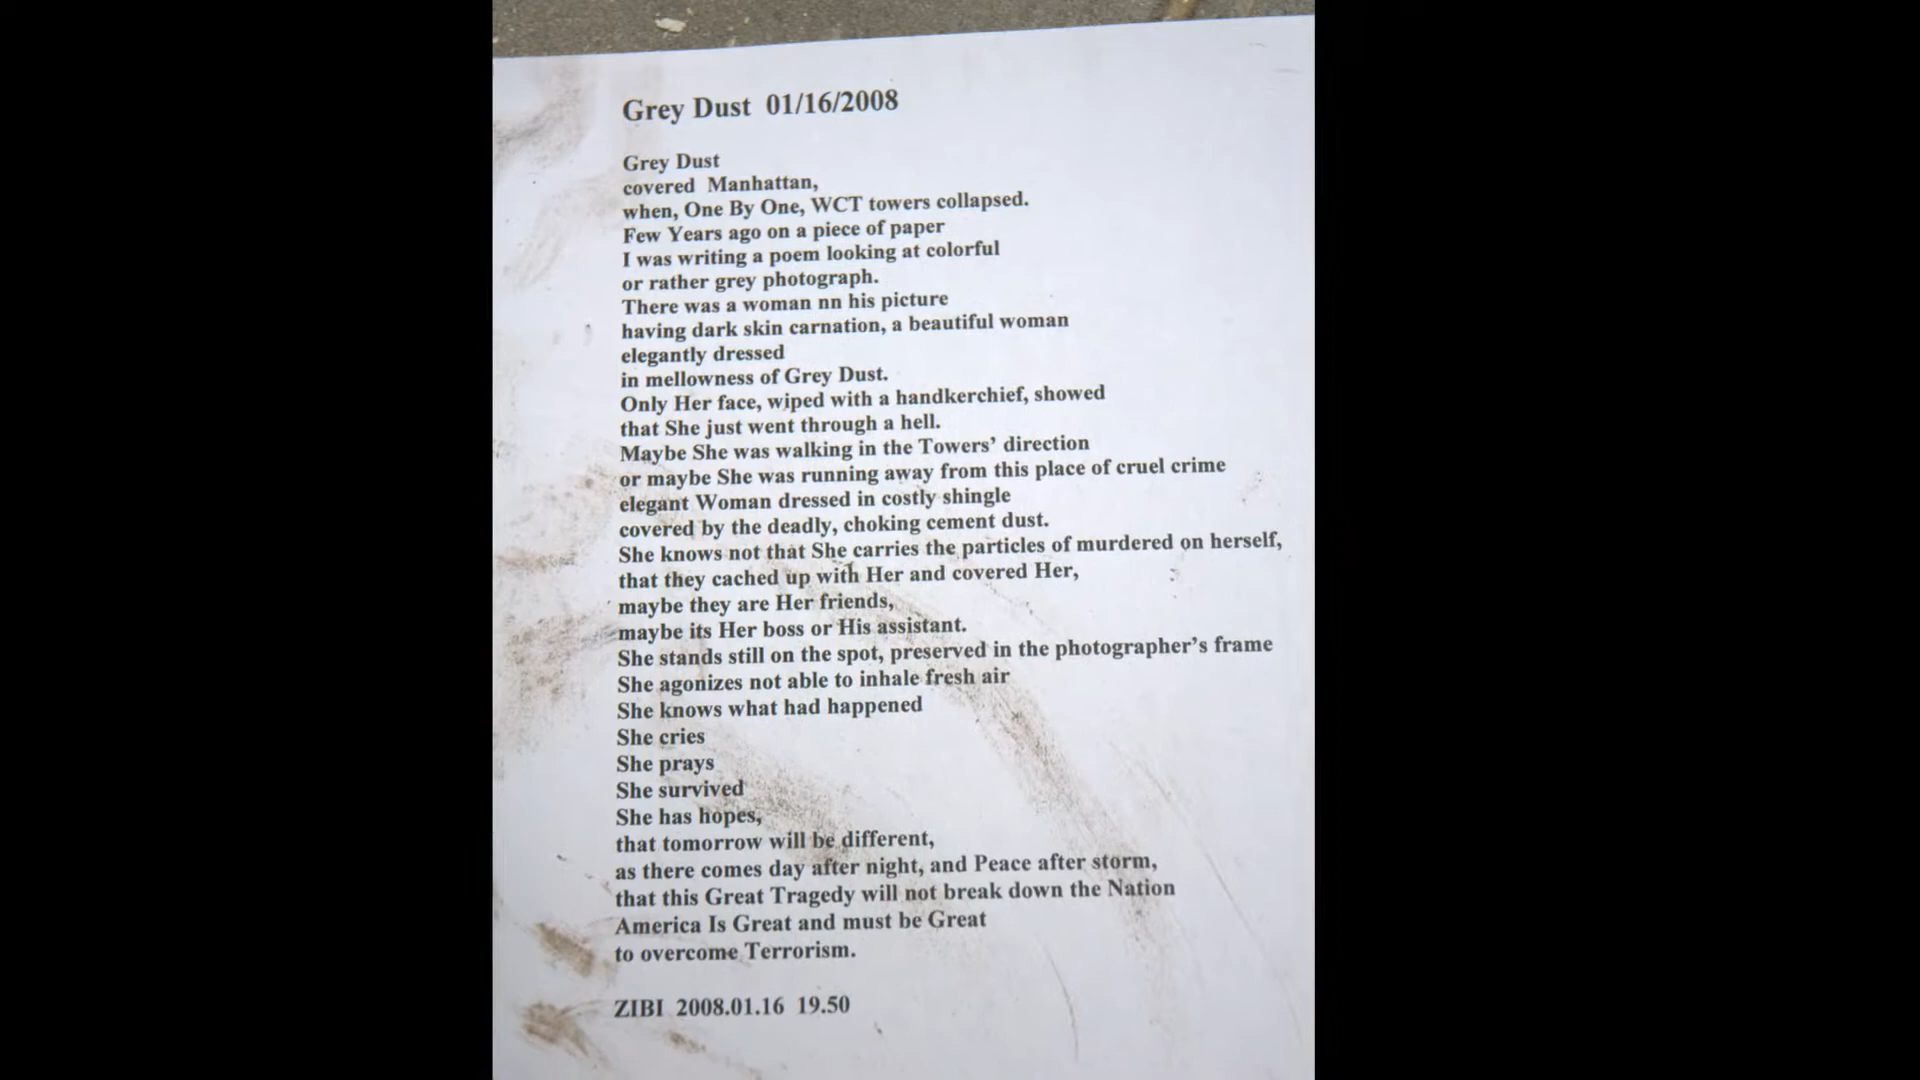 Grey Dust  01/16/2008
Grey Dust
covered  Manhattan,
when, One By One, WCT towers collapsed.
Few Years ago on a piece of paper
I was writing a poem looking at colorful
or rather grey photograph.
There was a woman nn his picture
having dark skin carnation, a beautiful woman
elegantly dressed
in mellowness of Grey Dust.
Only Her face, wiped with a handkerchief, showed
that She just went through a hell.
Maybe She was walking in the Towers’ direction
or maybe She was running away from this place of cruel crime
elegant Woman dressed in costly shingle
covered by the deadly, choking cement dust.
She knows not that She carries the particles of murdered on herself,
that they cached up with Her and covered Her,
maybe they are Her friends,
maybe its Her boss or His assistant.
She stands still on the spot, preserved in the photographer’s frame
She agonizes not able to inhale fresh air
She knows what had happened
She cries
She prays
She survived
She has hopes,
that tomorrow will be different,
as there comes day after night, and Peace after storm,
that this Great Tragedy will not break down the Nation
America Is Great and must be Great
to overcome Terrorism.
ZIBI  2008.01.16  19.50